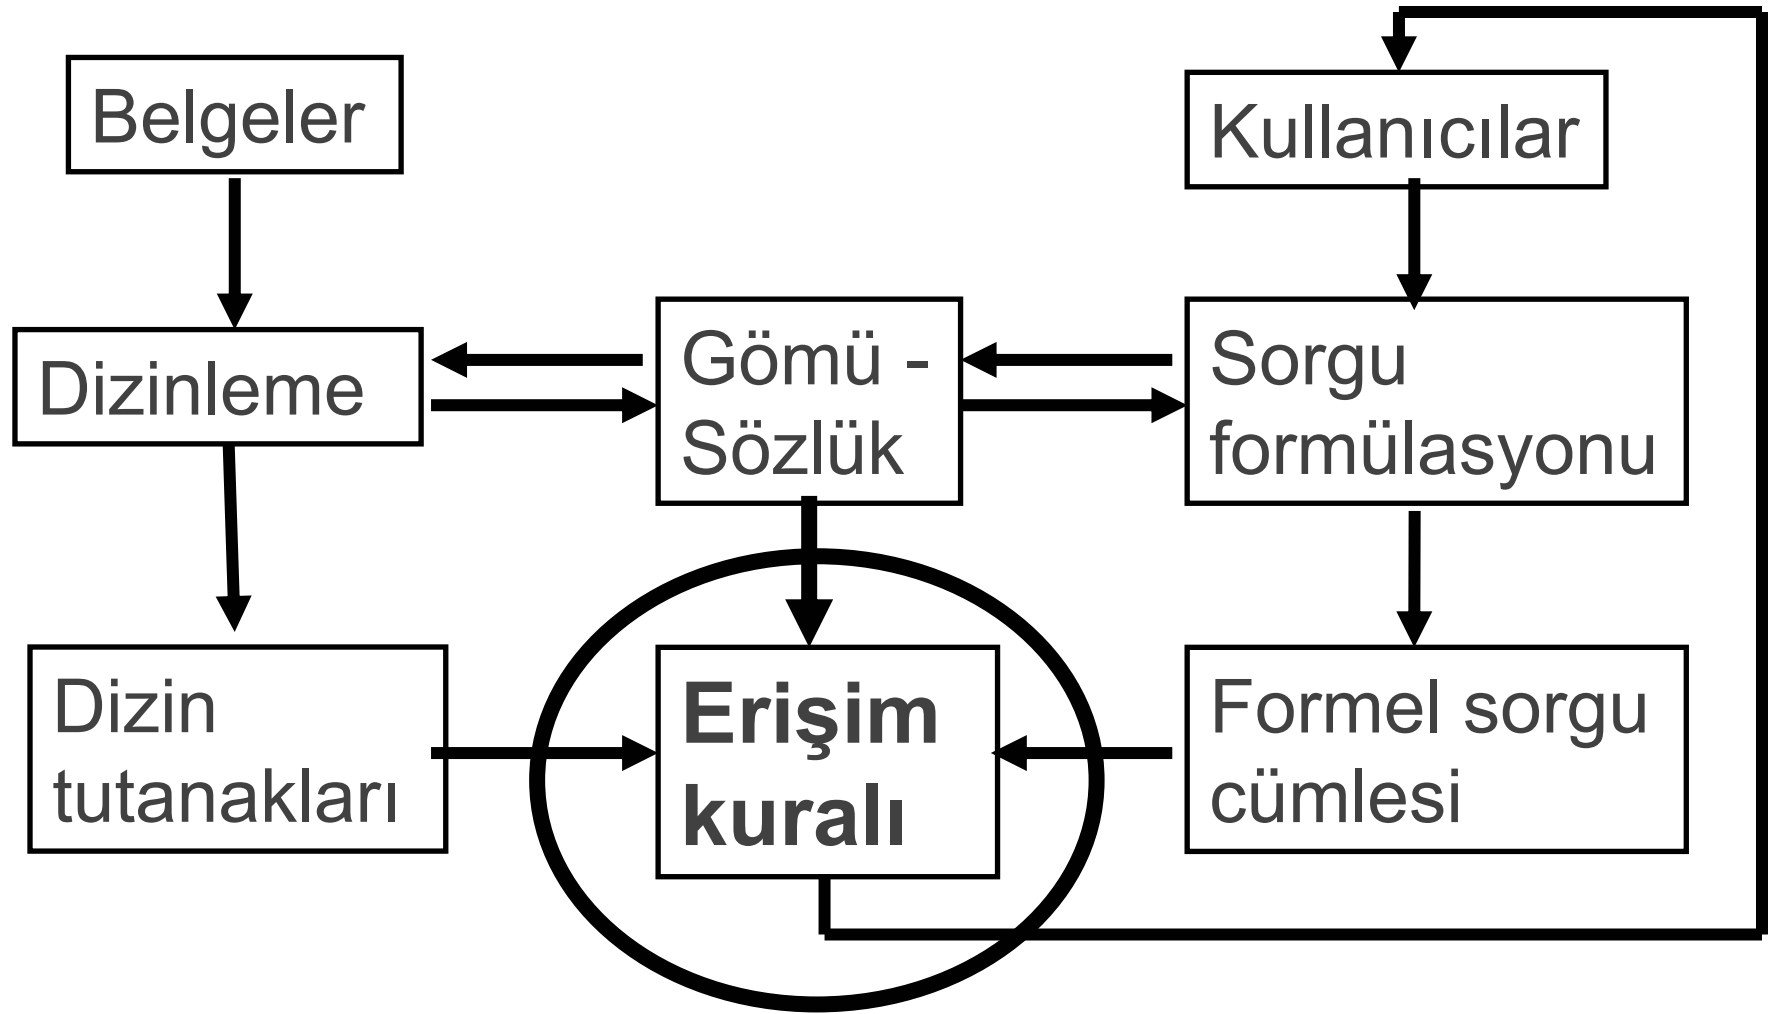 Belgeler
Kullanıcılar
Dizinleme
Gömü -
Sözlük
Sorgu
formülasyonu
Dizin
tutanakları
Erişim
kuralı
Formel sorgu
cümlesi